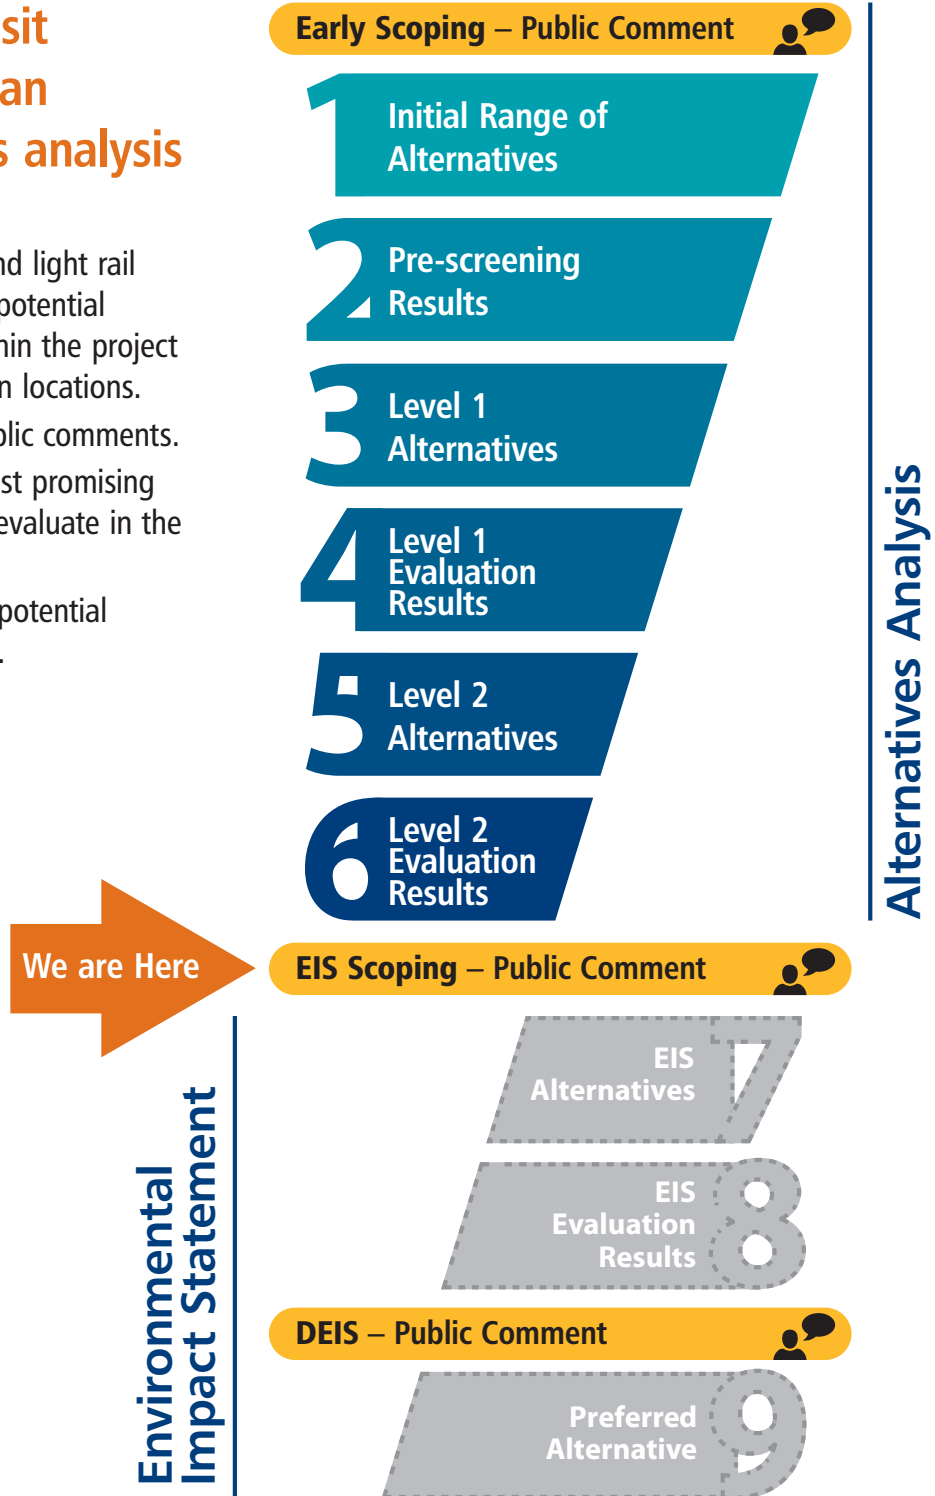 sit
an
s analysis
nd light rail
potential
hin the project
n locations.
blic comments.
st promising
evaluate in the
potential
.
Early Scoping – Public Comment
1
Initial Range of
Alternatives
2
Pre-screening
Results
3
Level 1
Alternatives
4
Level 1
Evaluation
Results
5
Level 2
Alternatives
6
Level 2
Evaluation
Results
Alternatives Analysis
We are Here
EIS Scoping – Public Comment
Environmental
Impact Statement
EIS
Alternatives
7
EIS
Evaluation
Results
8
DEIS – Public Comment
Preferred
Alternative
9